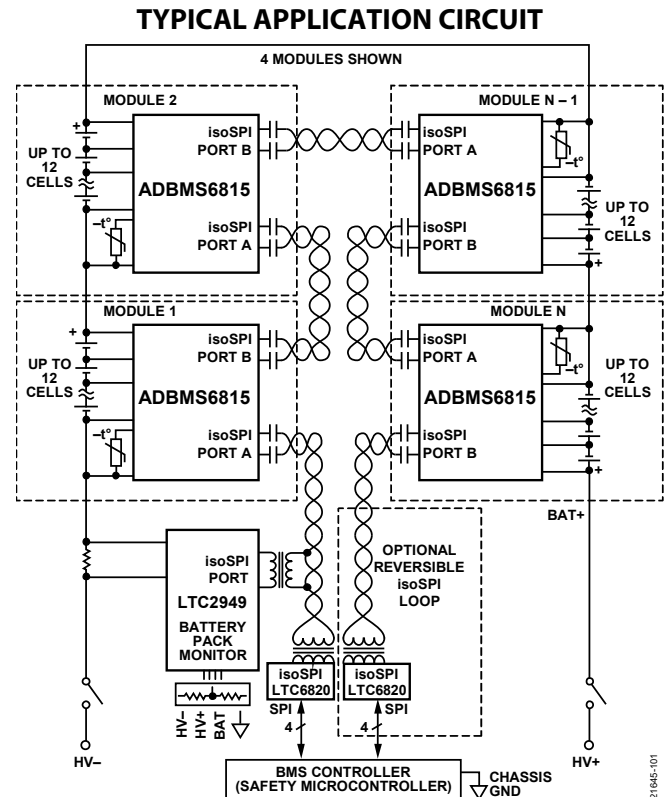 TYPICAL APPLICATION CIRCUIT
4 MODULES SHOWN
MODULE 2
+
UP TO
12
CELLS
–t°
ADBMS6815
isoSPI
PORT B
isoSPI
PORT A
MODULE N – 1
isoSPI
PORT A
ADBMS6815
isoSPI
PORT B
–t°
UP TO
12
CELLS
+
MODULE 1
+
UP TO
12
CELLS
–t°
ADBMS6815
isoSPI
PORT B
isoSPI
PORT A
MODULE N
isoSPI
PORT A
ADBMS6815
isoSPI
PORT B
–t°
UP TO
12
CELLS
+
BAT+
isoSPI
PORT
LTC2949
BATTERY
PACK
MONITOR
OPTIONAL
REVERSIBLE
isoSPI
LOOP
isoSPI
LTC6820
isoSPI
LTC6820
HV–
HV+
BAT
SPI
4
SPI
4
HV–
HV+
BMS CONTROLLER
(SAFETY MICROCONTROLLER)
CHASSIS
GND
21645-101